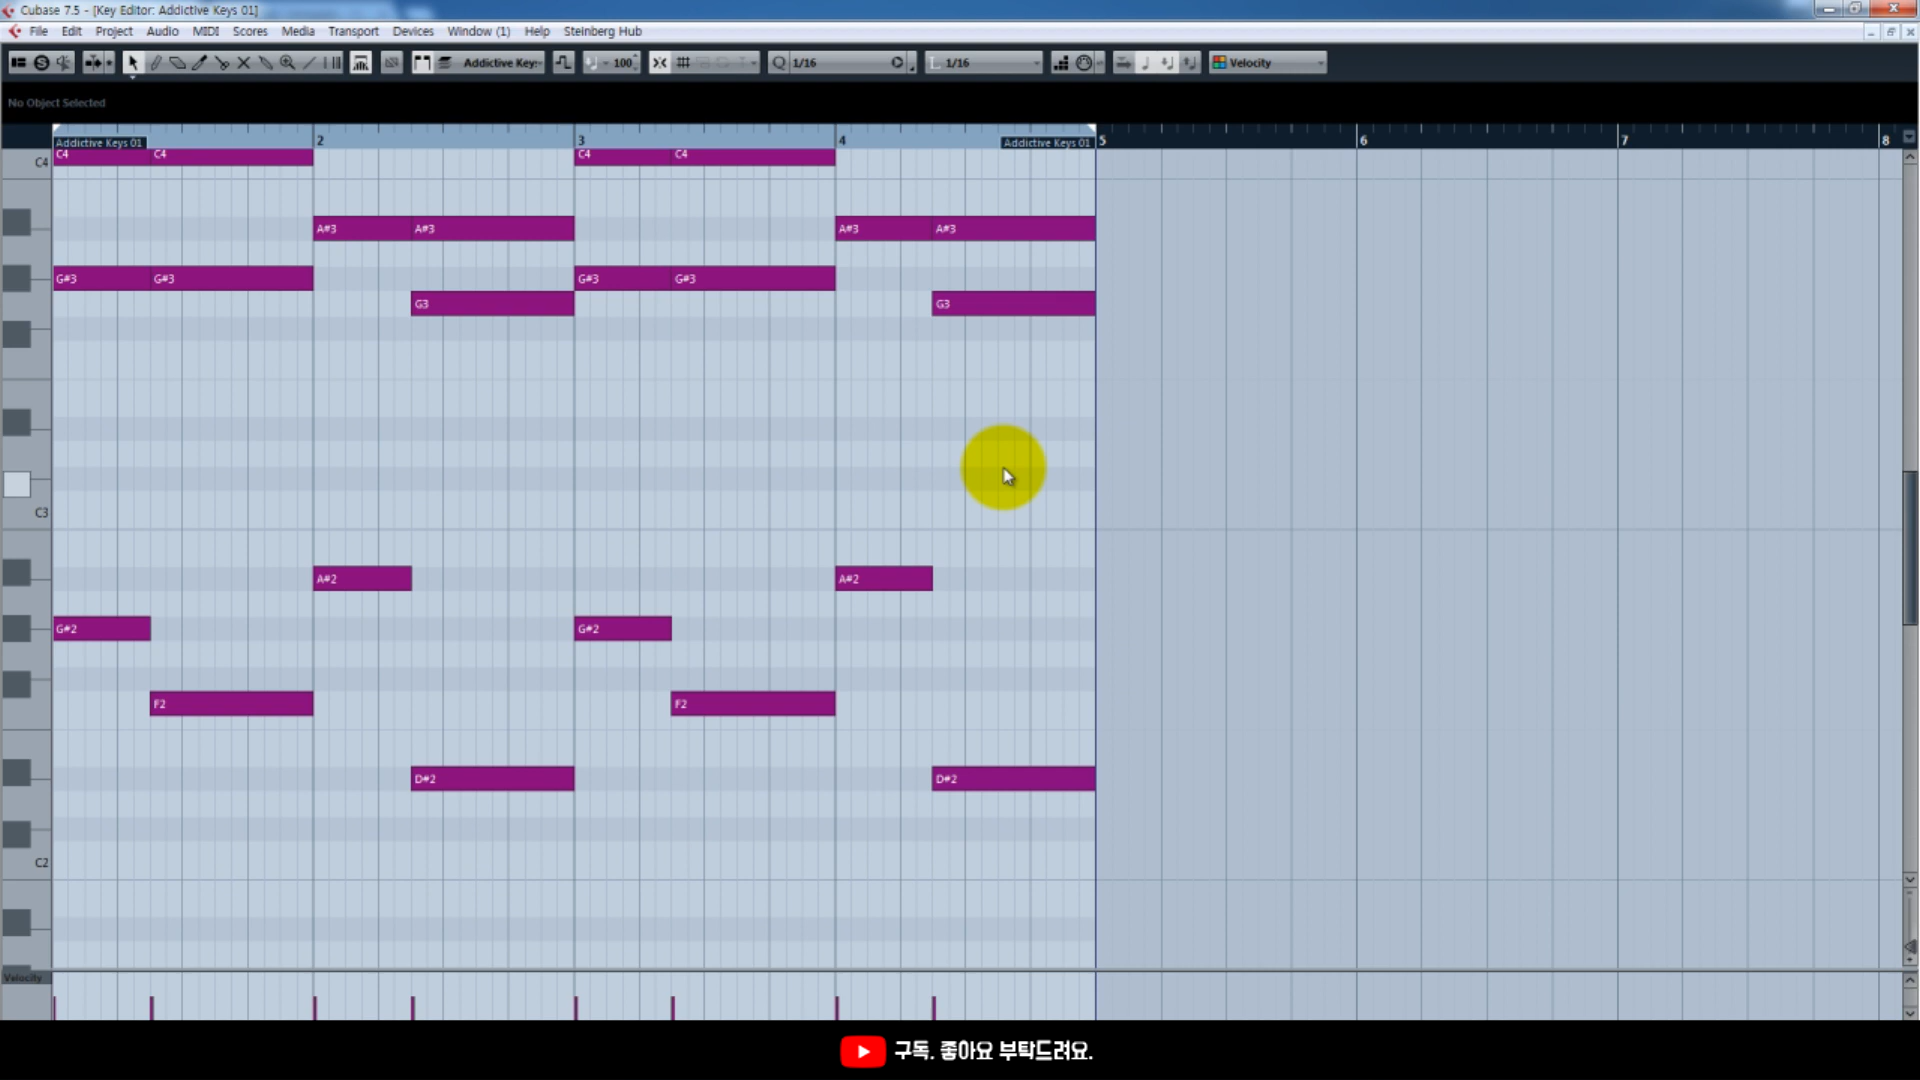 Cubase 7.5 - [Key Editor: Addictive Keys 01]
File Edit Project Audio MIDI Scores Media Transport Devices Window (1) Help Steinberg Hub
Addictive Key: 100 Q 1/16 L 1/16 Velocity
No Object Selected
2 3 4 5 6 7 8
Addictive Keys 01 Addictive Keys 01
C4 C4 C4 C4 C4
A#3 A#3 A#3 A#3
G#3 G#3 G#3 G#3
G3 G3
C3
A#2 A#2
G#2 G#2
F2 F2
D#2 D#2
C2
Velocity
구독. 좋아요 부탁드려요.